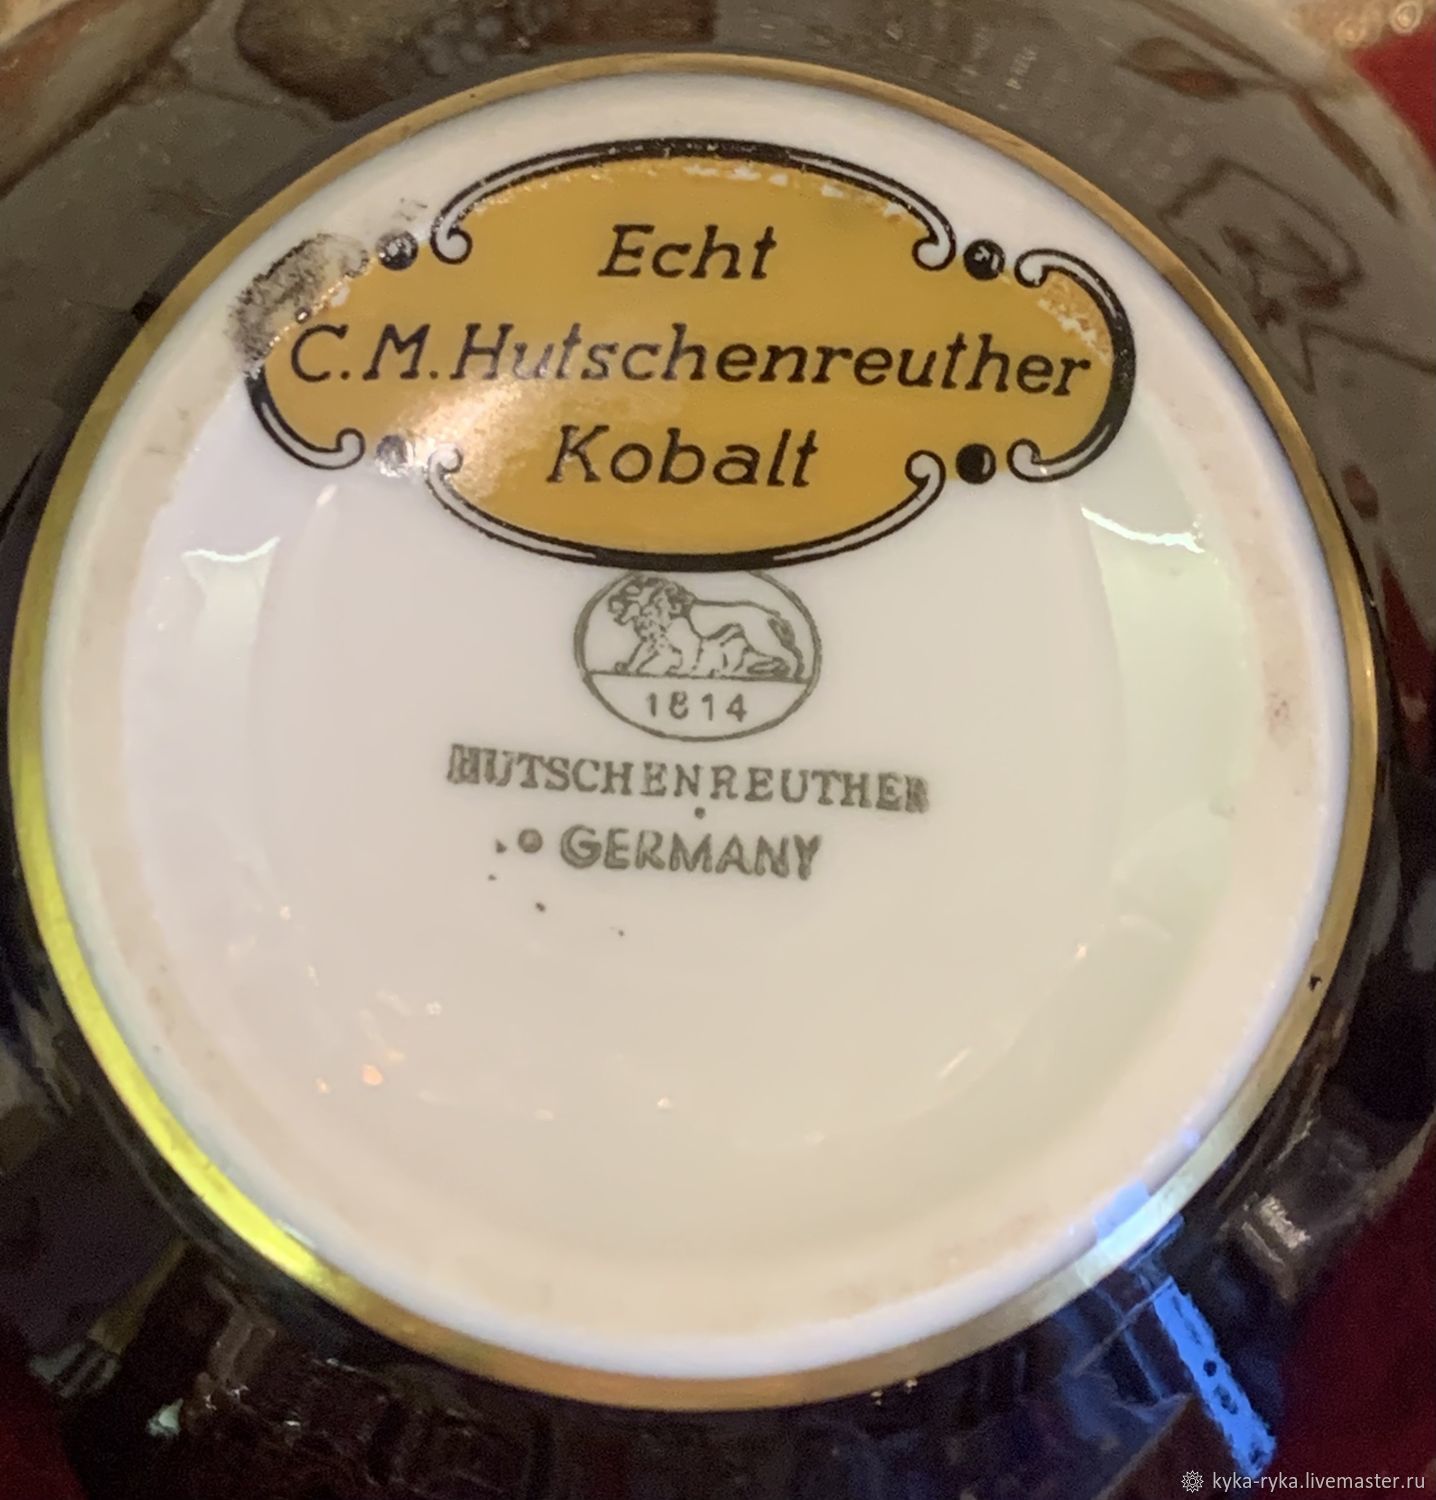 Echt
C.M.Hutschenreuther
Kobalt
1814
HUTSCHENREUTHER
GERMANY
kyka-ryka.livemaster.ru